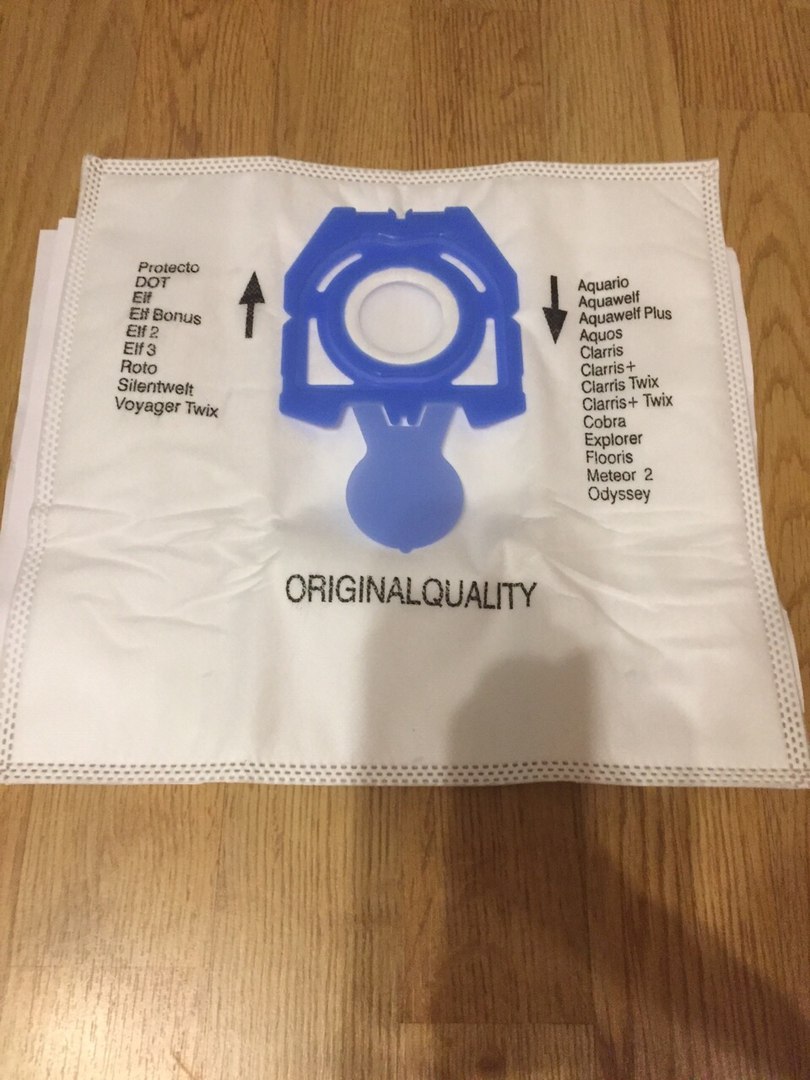 Protecto
DOT
Elf
Elf Bonus
Elf 2
Elf 3
Roto
Silentwelt
Voyager Twix
Aquario
Aquawelf
Aquawelf Plus
Aquos
Clarris
Clarris+
Clarris Twix
Clarris+ Twix
Cobra
Explorer
Flooris
Meteor 2
Odyssey
ORIGINALQUALITY